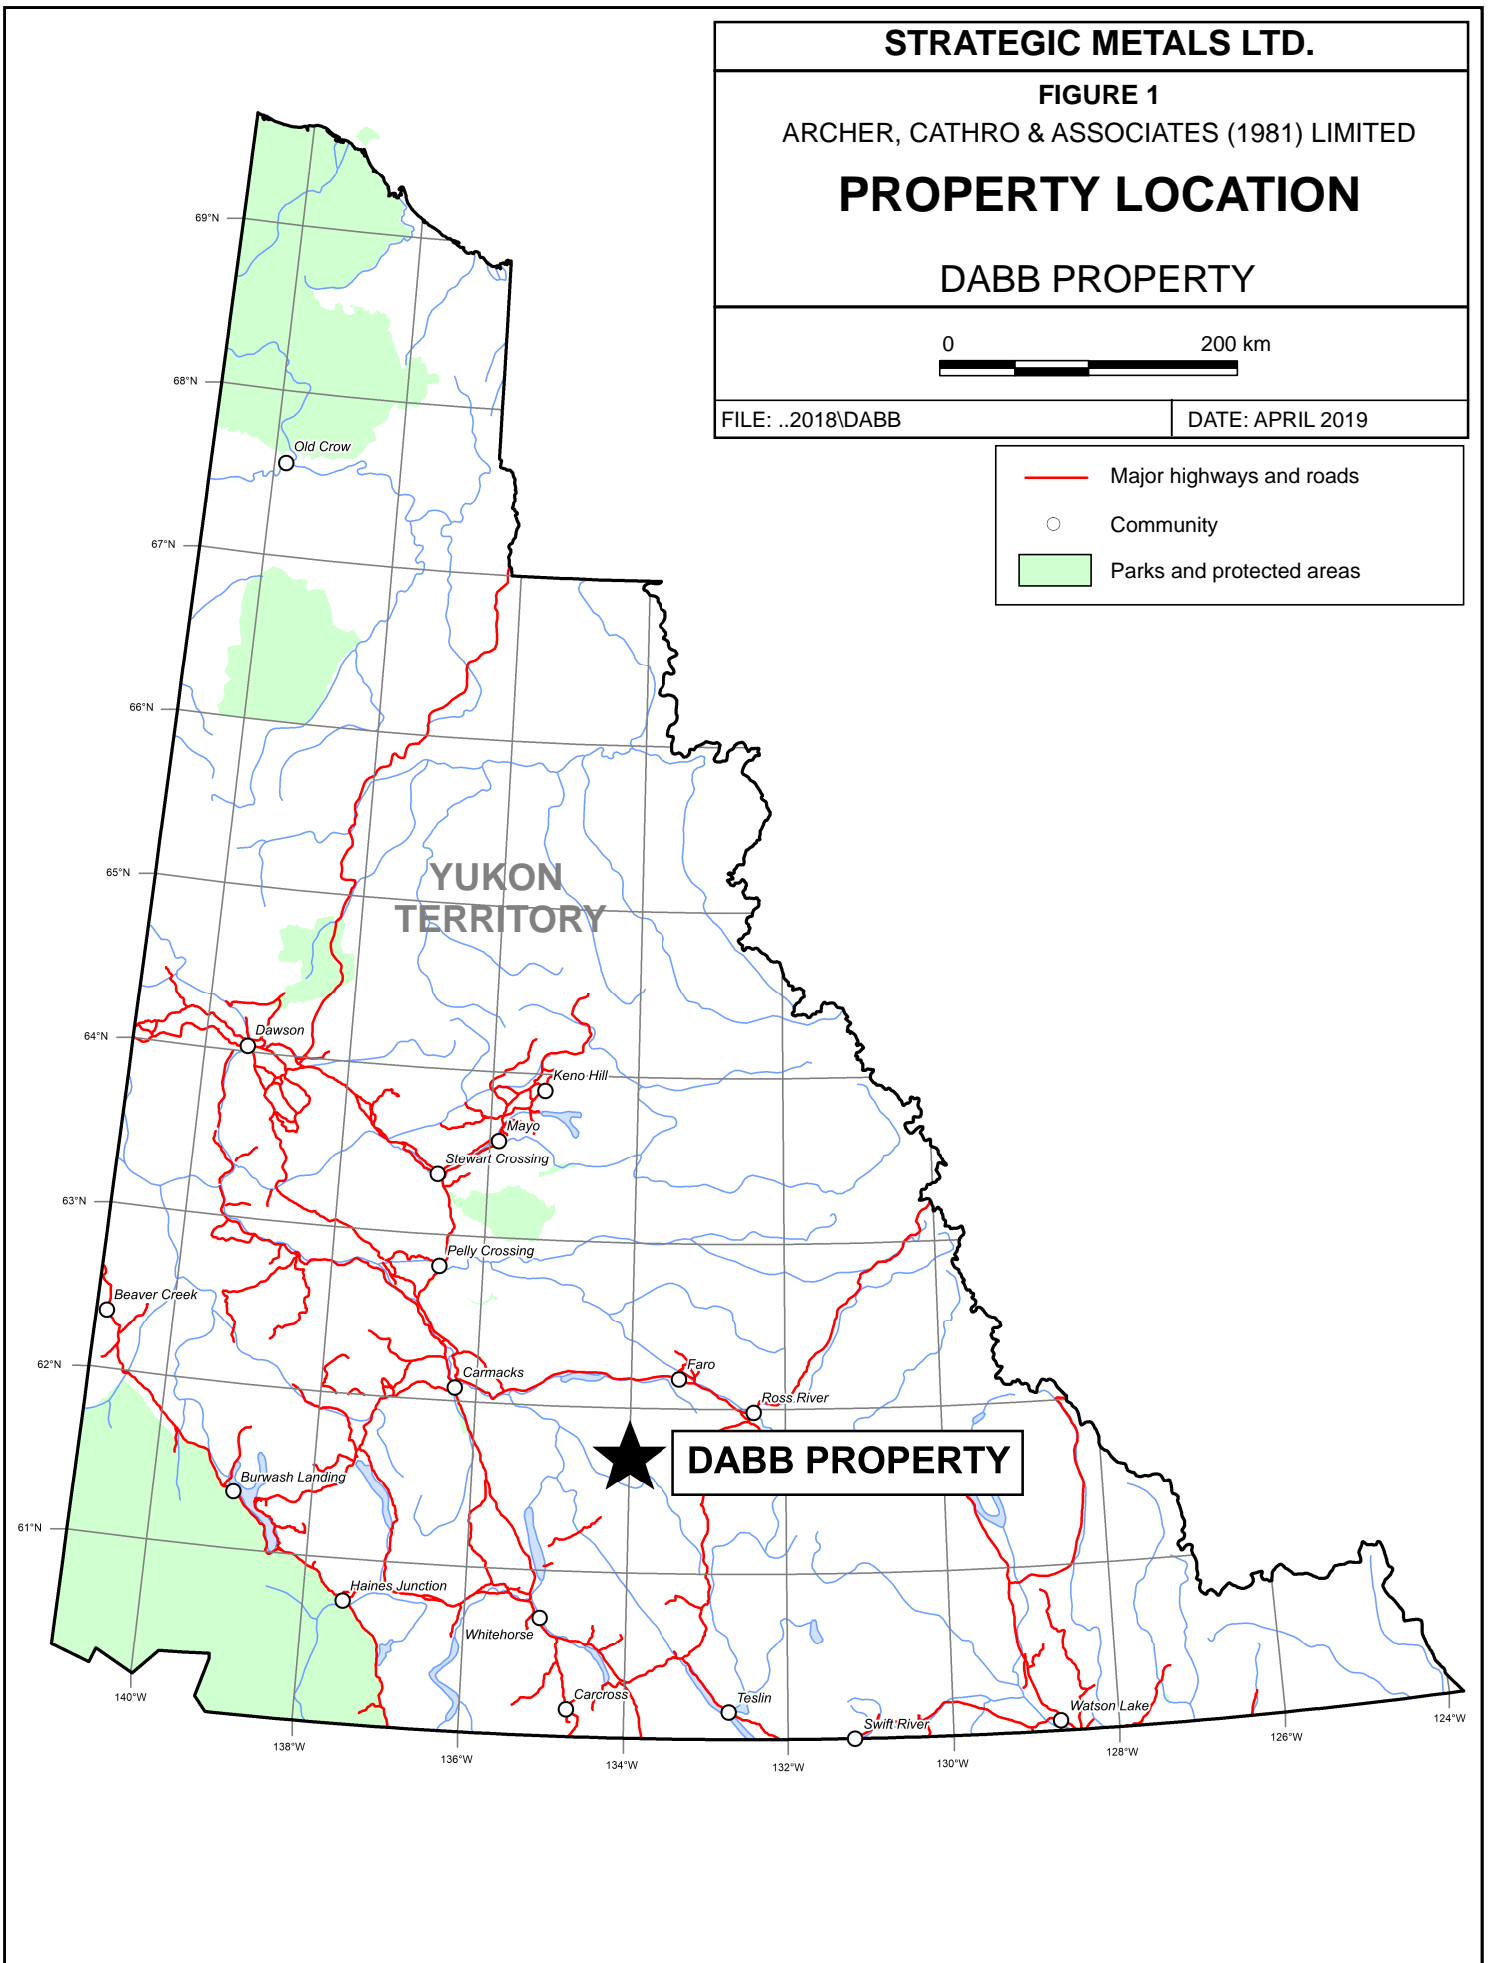 STRATEGIC METALS LTD.
FIGURE 1
ARCHER, CATHRO & ASSOCIATES (1981) LIMITED
PROPERTY LOCATION
DABB PROPERTY
0 200 km
FILE: ..2018\DABB DATE: APRIL 2019
Major highways and roads
Community
Parks and protected areas
69°N
68°N
Old Crow
67°N
66°N
65°N
YUKON
TERRITORY
64°N
Dawson
Keno Hill
Mayo
Stewart Crossing
63°N
Pelly Crossing
Beaver Creek
62°N
Carmacks
Faro
Ross River
DABB PROPERTY
Burwash Landing
61°N
Haines Junction
Whitehorse
Carcross
Teslin
Swift River
Watson Lake
140°W
138°W
136°W
134°W
132°W
130°W
128°W
126°W
124°W